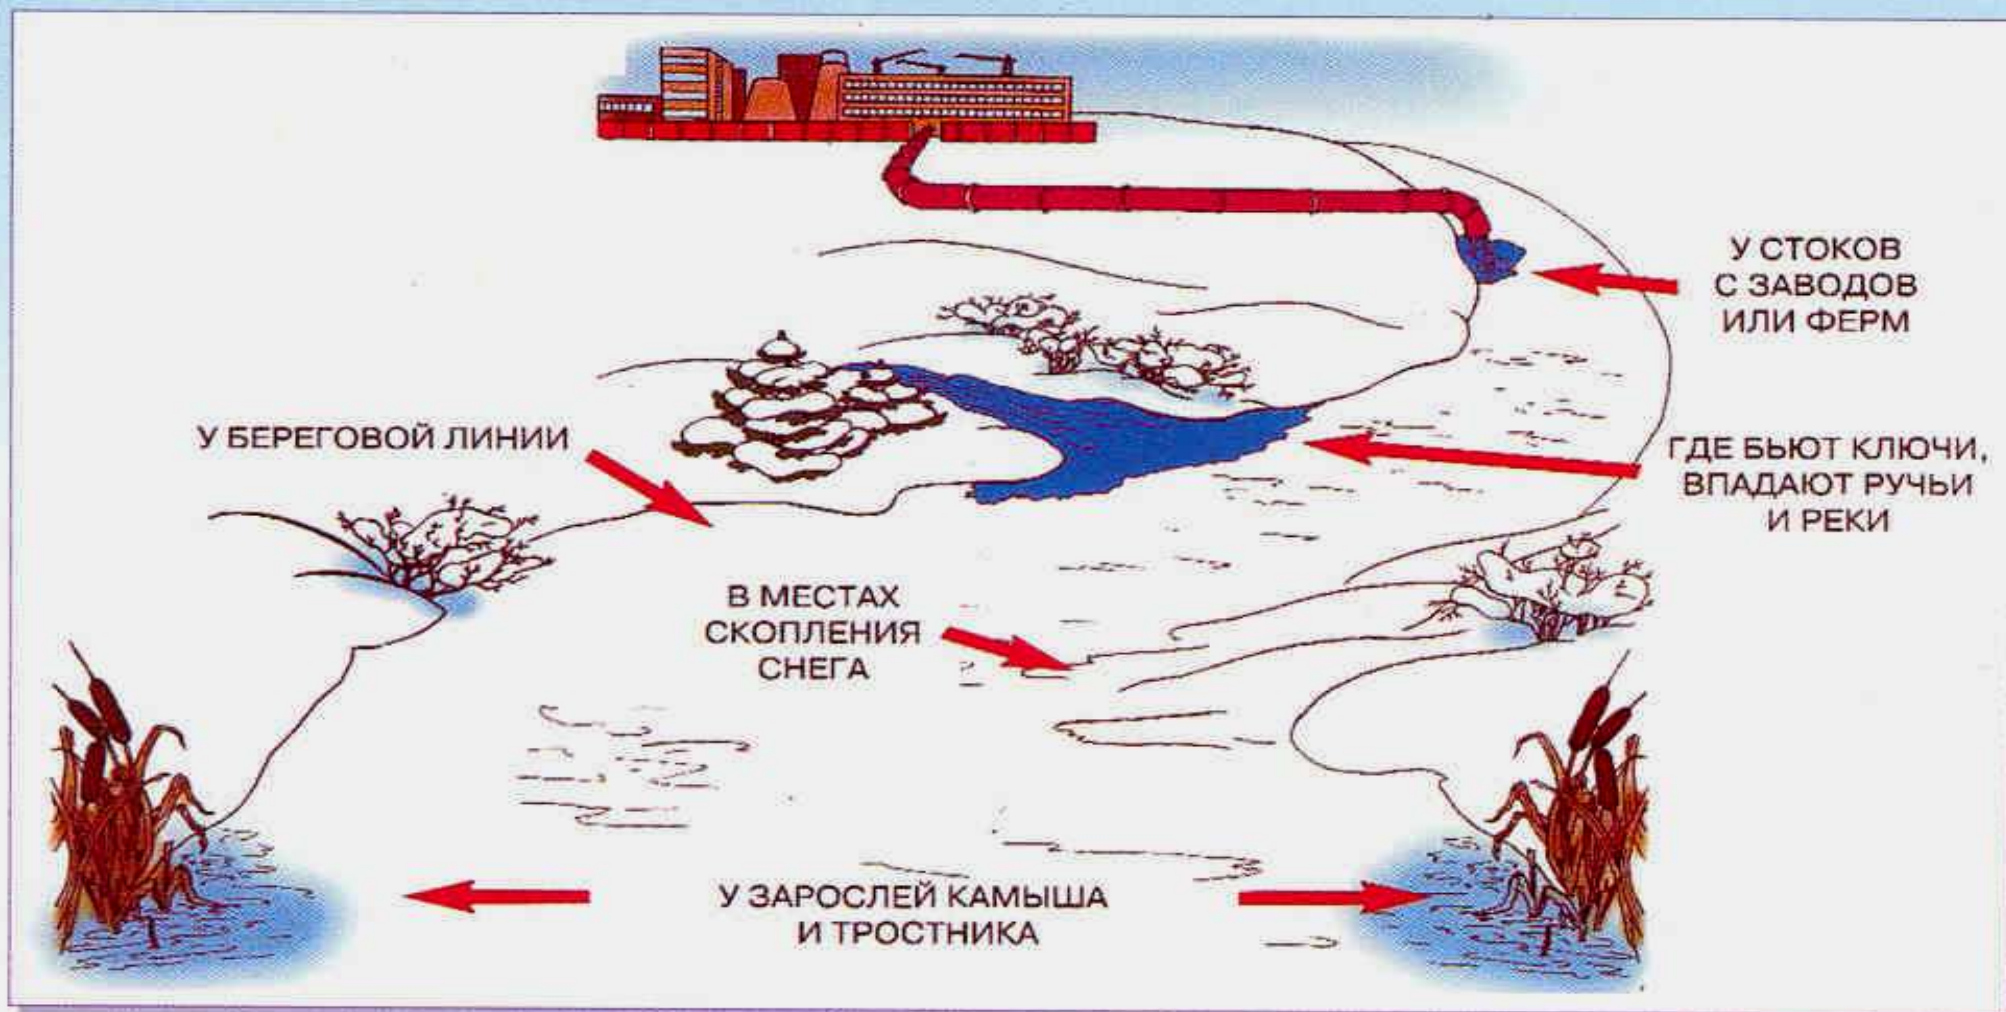 У СТОКОВ
С ЗАВОДОВ
ИЛИ ФЕРМ
У БЕРЕГОВОЙ ЛИНИИ
ГДЕ БЬЮТ КЛЮЧИ,
ВПАДАЮТ РУЧЬИ
И РЕКИ
В МЕСТАХ
СКОПЛЕНИЯ
СНЕГА
У ЗАРОСЛЕЙ КАМЫША
И ТРОСТНИКА